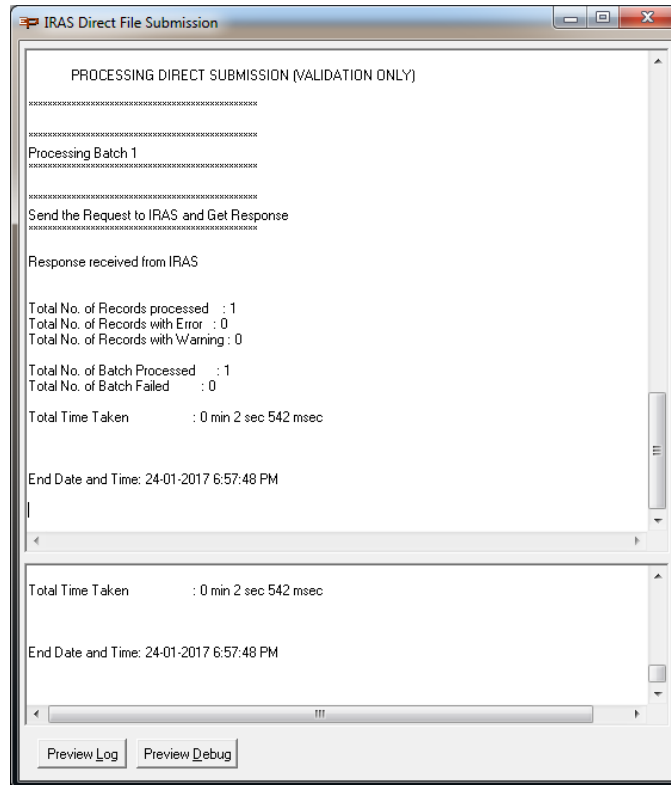 IRAS Direct File Submission
PROCESSING DIRECT SUBMISSION (VALIDATION ONLY)
************************************************
************************************************
Processing Batch 1
************************************************
************************************************
Send the Request to IRAS and Get Response
************************************************
Response received from IRAS
Total No. of Records processed : 1
Total No. of Records with Error : 0
Total No. of Records with Warning : 0
Total No. of Batch Processed : 1
Total No. of Batch Failed : 0
Total Time Taken : 0 min 2 sec 542 msec
End Date and Time: 24-01-2017 6:57:48 PM
Total Time Taken : 0 min 2 sec 542 msec
End Date and Time: 24-01-2017 6:57:48 PM
Preview Log Preview Debug